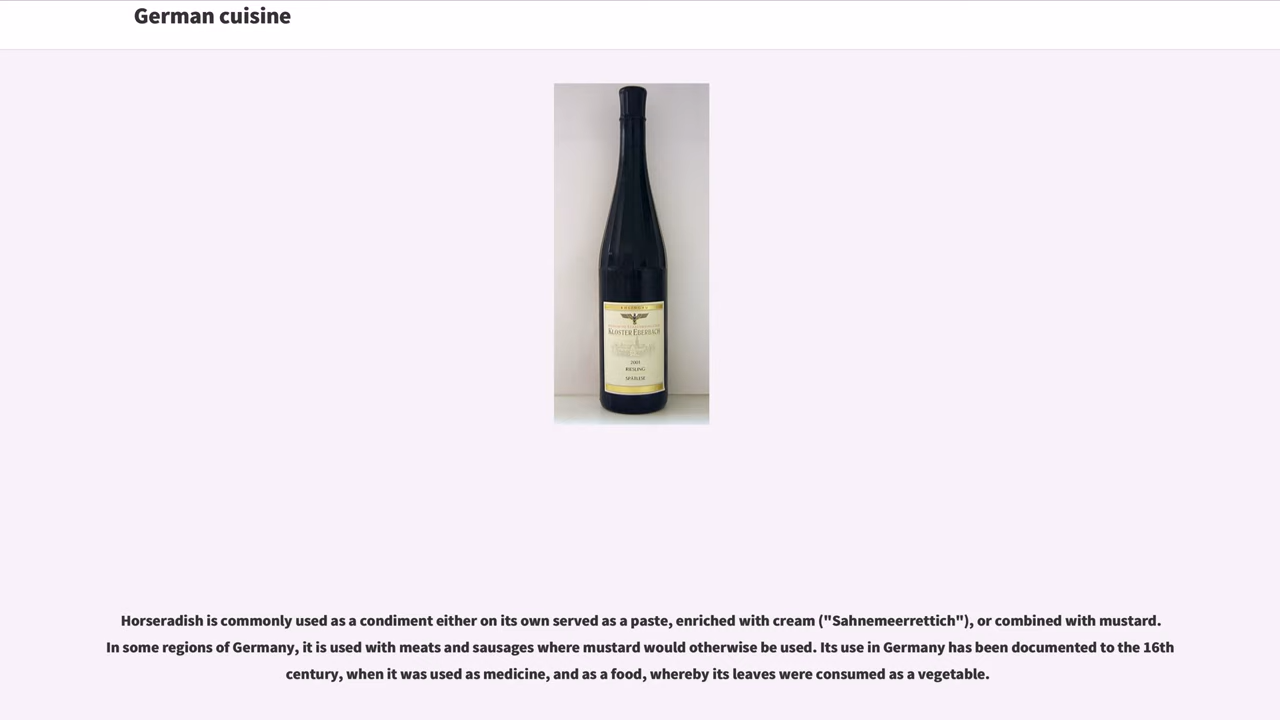 German cuisine
KLOSTER EBERBACH
2003
RIESLING
SPÄTLESE
Horseradish is commonly used as a condiment either on its own served as a paste, enriched with cream ("Sahnemeerrettich"), or combined with mustard.
In some regions of Germany, it is used with meats and sausages where mustard would otherwise be used. Its use in Germany has been documented to the 16th
century, when it was used as medicine, and as a food, whereby its leaves were consumed as a vegetable.